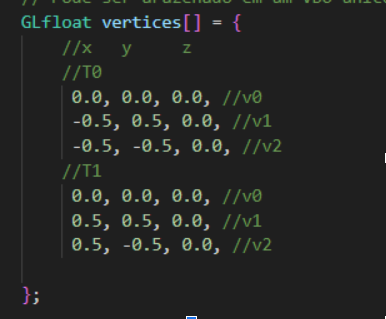 // Pode ser arazenado em um VBO único
GLfloat vertices[] = {
//x y z
//T0
0.0, 0.0, 0.0, //v0
-0.5, 0.5, 0.0, //v1
-0.5, -0.5, 0.0, //v2
//T1
0.0, 0.0, 0.0, //v0
0.5, 0.5, 0.0, //v1
0.5, -0.5, 0.0, //v2
};